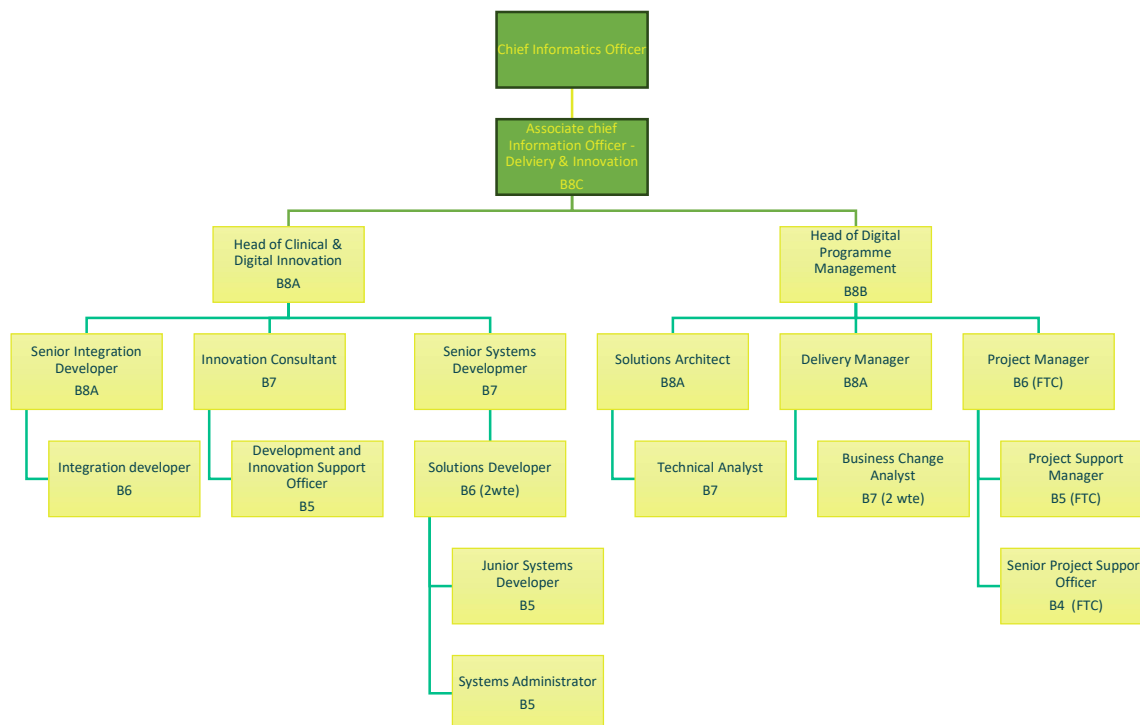 Chief Informatics Officer
Associate chief
Information Officer -
Delviery & Innovation
B8C
Head of Clinical &
Digital Innovation
B8A
Head of Digital
Programme
Management
B8B
Senior Integration
Developer
B8A
Innovation Consultant
B7
Senior Systems
Developmer
B7
Solutions Architect
B8A
Delivery Manager
B8A
Project Manager
B6 (FTC)
Integration developer
B6
Development and
Innovation Support
Officer
B5
Solutions Developer
B6 (2wte)
Technical Analyst
B7
Business Change
Analyst
B7 (2 wte)
Project Support
Manager
B5 (FTC)
Junior Systems
Developer
B5
Senior Project Support
Officer
B4 (FTC)
Systems Administrator
B5